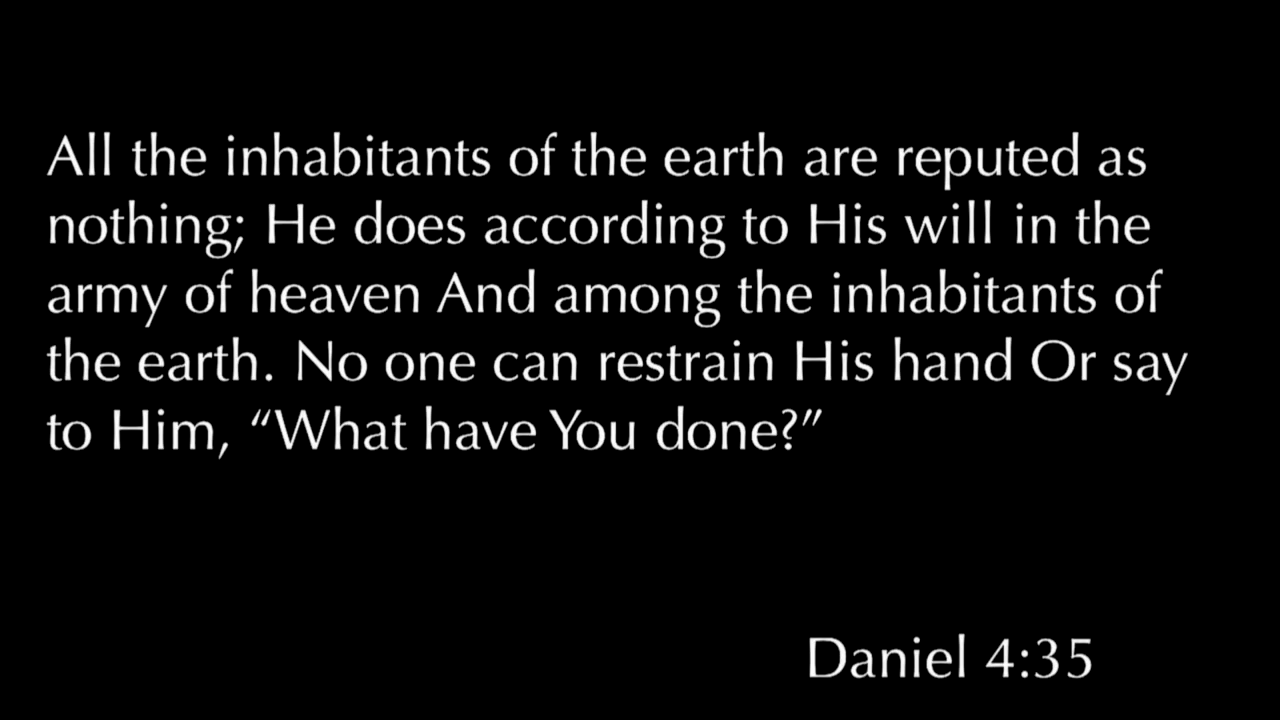 All the inhabitants of the earth are reputed as
nothing; He does according to His will in the
army of heaven And among the inhabitants of
the earth. No one can restrain His hand Or say
to Him, “What have You done?”
Daniel 4:35